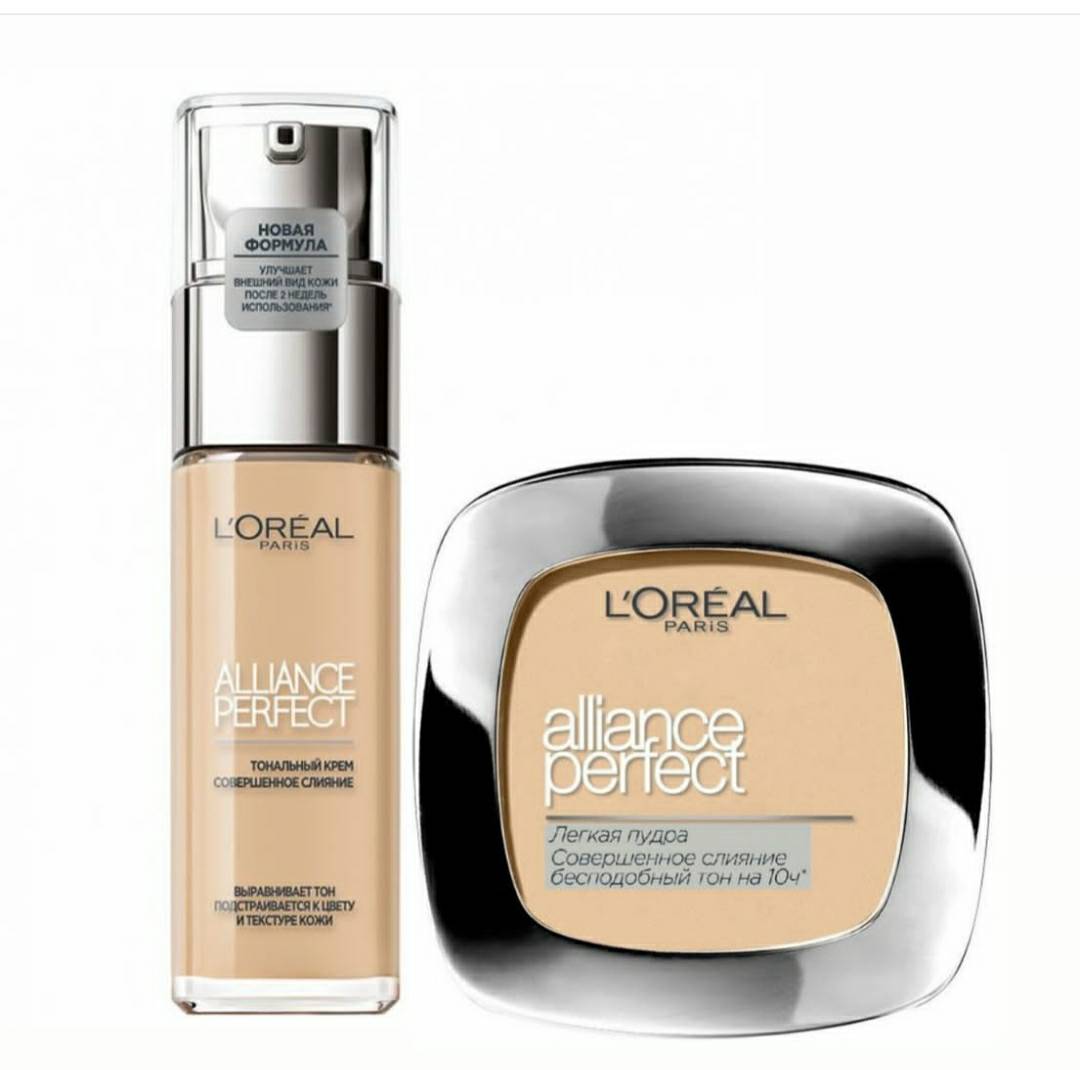 НОВАЯ
ФОРМУЛА
УЛУЧШАЕТ
ВНЕШНИЙ ВИД КОЖИ
ПОСЛЕ 2 НЕДЕЛЬ
ИСПОЛЬЗОВАНИЯ*
L'ORÉAL
PARIS
ALLIANCE
PERFECT
ТОНАЛЬНЫЙ КРЕМ
СОВЕРШЕННОЕ СЛИЯНИЕ
ВЫРАВНИВАЕТ ТОН
ПОДСТРАИВАЕТСЯ К ЦВЕТУ
И ТЕКСТУРЕ КОЖИ
L'ORÉAL
PARIS
alliance
perfect
Легкая пудра
Совершенное слияние
бесподобный тон на 10ч*